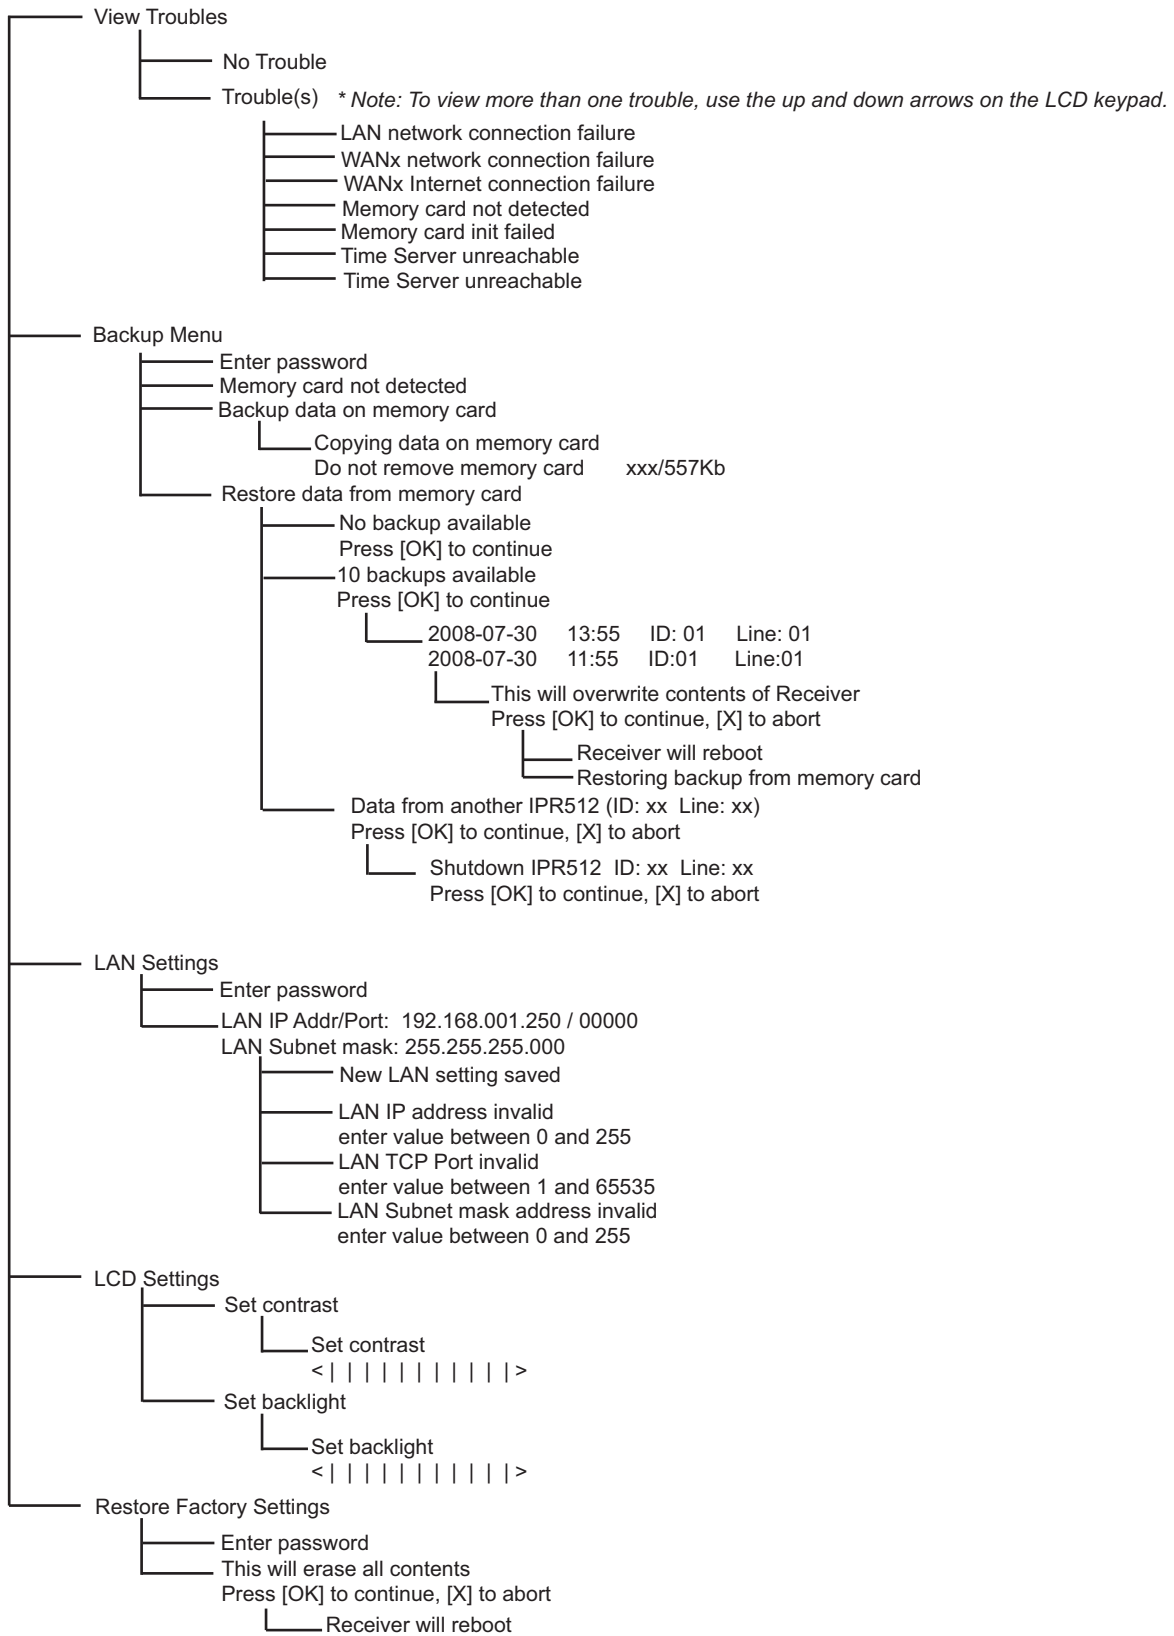 View Troubles
No Trouble
Trouble(s) * Note: To view more than one trouble, use the up and down arrows on the LCD keypad.
LAN network connection failure
WANx network connection failure
WANx Internet connection failure
Memory card not detected
Memory card init failed
Time Server unreachable
Time Server unreachable
Backup Menu
Enter password
Memory card not detected
Backup data on memory card
Copying data on memory card
Do not remove memory card xxx/557Kb
Restore data from memory card
No backup available
Press [OK] to continue
10 backups available
Press [OK] to continue
2008-07-30 13:55 ID: 01 Line: 01
2008-07-30 11:55 ID:01 Line:01
This will overwrite contents of Receiver
Press [OK] to continue, [X] to abort
Receiver will reboot
Restoring backup from memory card
Data from another IPR512 (ID: xx Line: xx)
Press [OK] to continue, [X] to abort
Shutdown IPR512 ID: xx Line: xx
Press [OK] to continue, [X] to abort
LAN Settings
Enter password
LAN IP Addr/Port: 192.168.001.250 / 00000
LAN Subnet mask: 255.255.255.000
New LAN setting saved
LAN IP address invalid
enter value between 0 and 255
LAN TCP Port invalid
enter value between 1 and 65535
LAN Subnet mask address invalid
enter value between 0 and 255
LCD Settings
Set contrast
Set contrast
< | | | | | | | | | | | >
Set backlight
Set backlight
< | | | | | | | | | | | >
Restore Factory Settings
Enter password
This will erase all contents
Press [OK] to continue, [X] to abort
Receiver will reboot